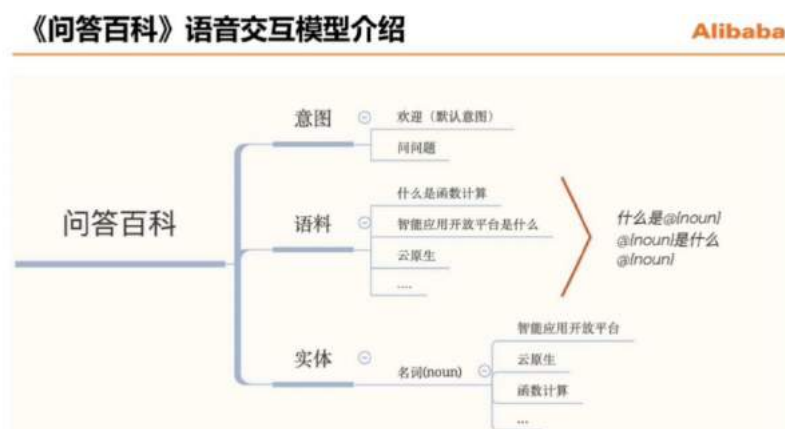 《问答百科》语音交互模型介绍
Alibaba
问答百科
意图
欢迎（默认意图）
问问题
语料
什么是函数计算
智能应用开放平台是什么
云原生
....
什么是@{noun}
@{noun}是什么
@{noun}
实体
名词(noun)
智能应用开放平台
云原生
函数计算
...